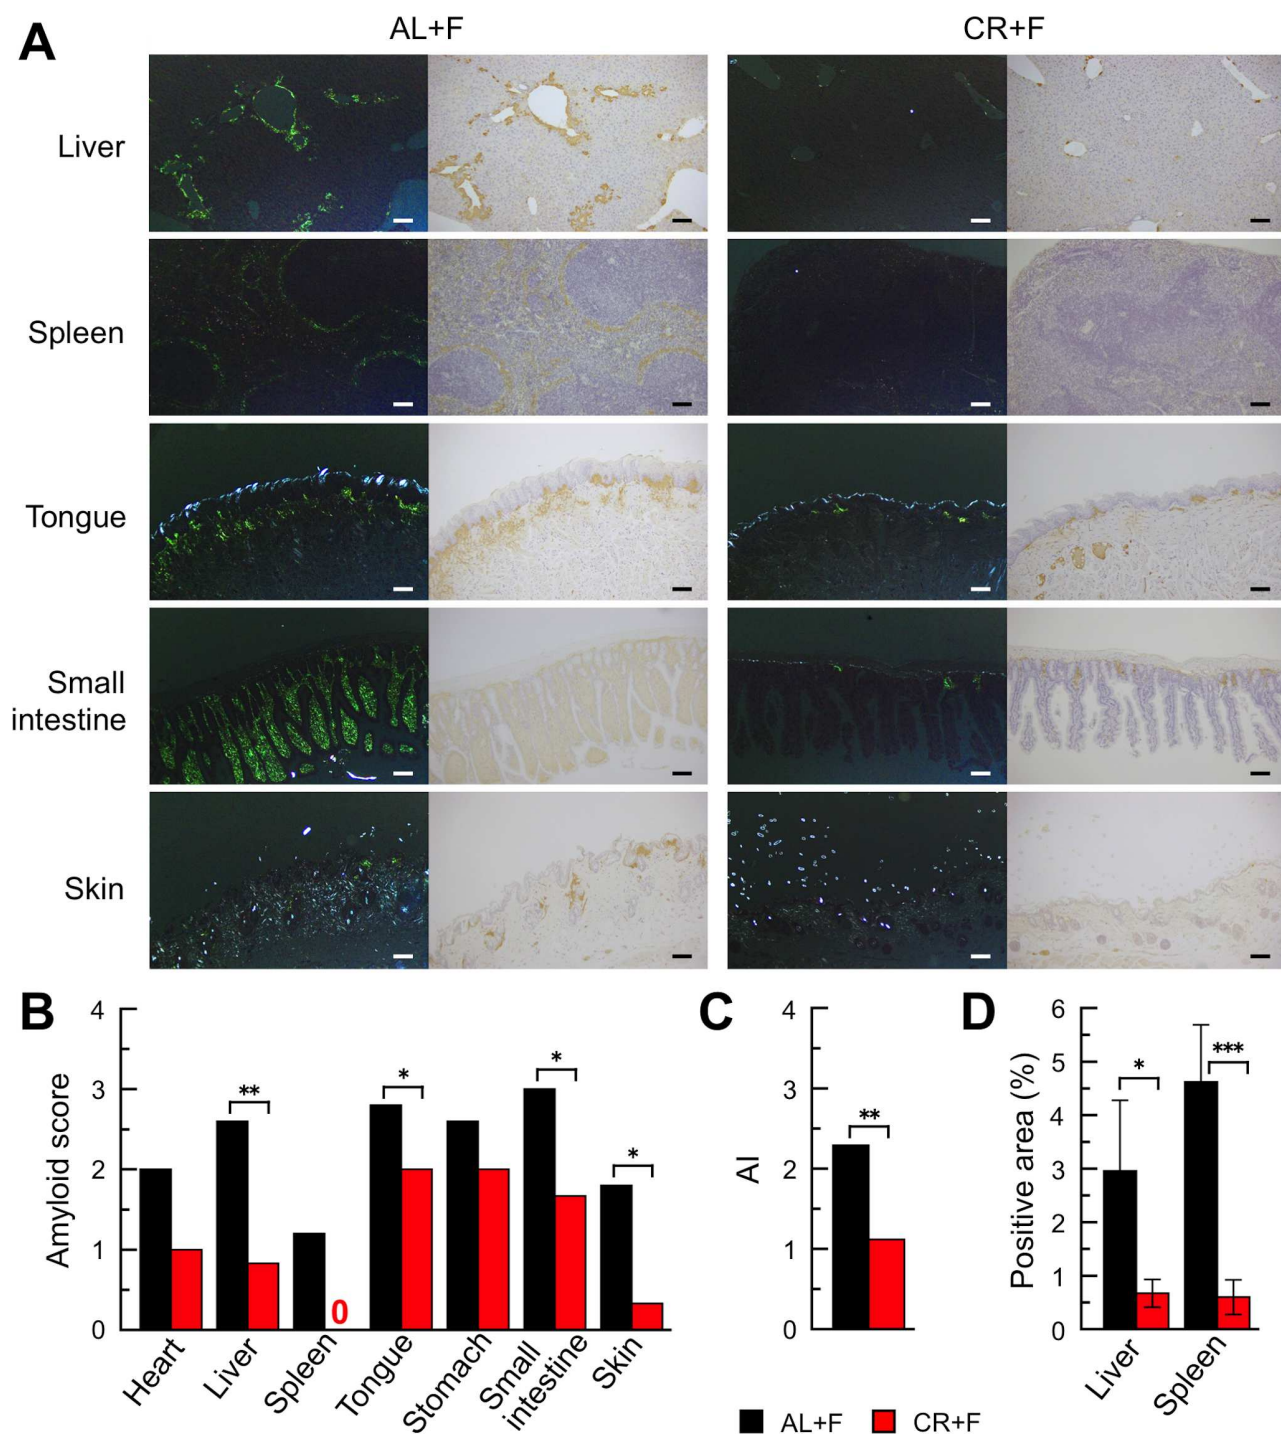 A
AL+F
CR+F
Liver
Spleen
Tongue
Small
intestine
Skin
B
Amyloid score
4
3
2
1
0
**
*
*
*
0
Heart
Liver
Spleen
Tongue
Stomach
Small
intestine
Skin
C
AI
4
3
2
1
0
**
D
Positive area (%)
6
5
4
3
2
1
0
*
***
Liver
Spleen
AL+F
CR+F